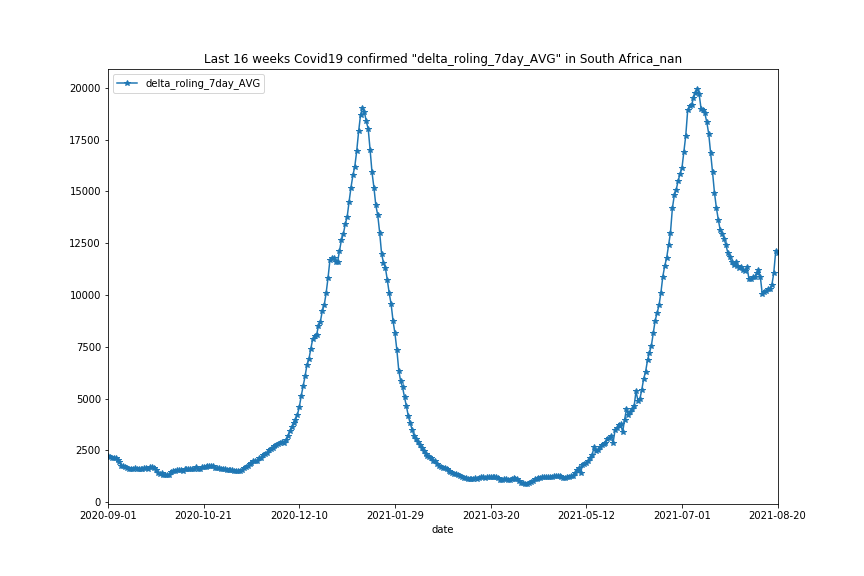 Last 16 weeks Covid19 confirmed "delta_roling_7day_AVG" in South Africa_nan
delta_roling_7day_AVG
20000
17500
15000
12500
10000
7500
5000
2500
0
2020-09-01 2020-10-21 2020-12-10 2021-01-29 2021-03-20 2021-05-12 2021-07-01 2021-08-20
date